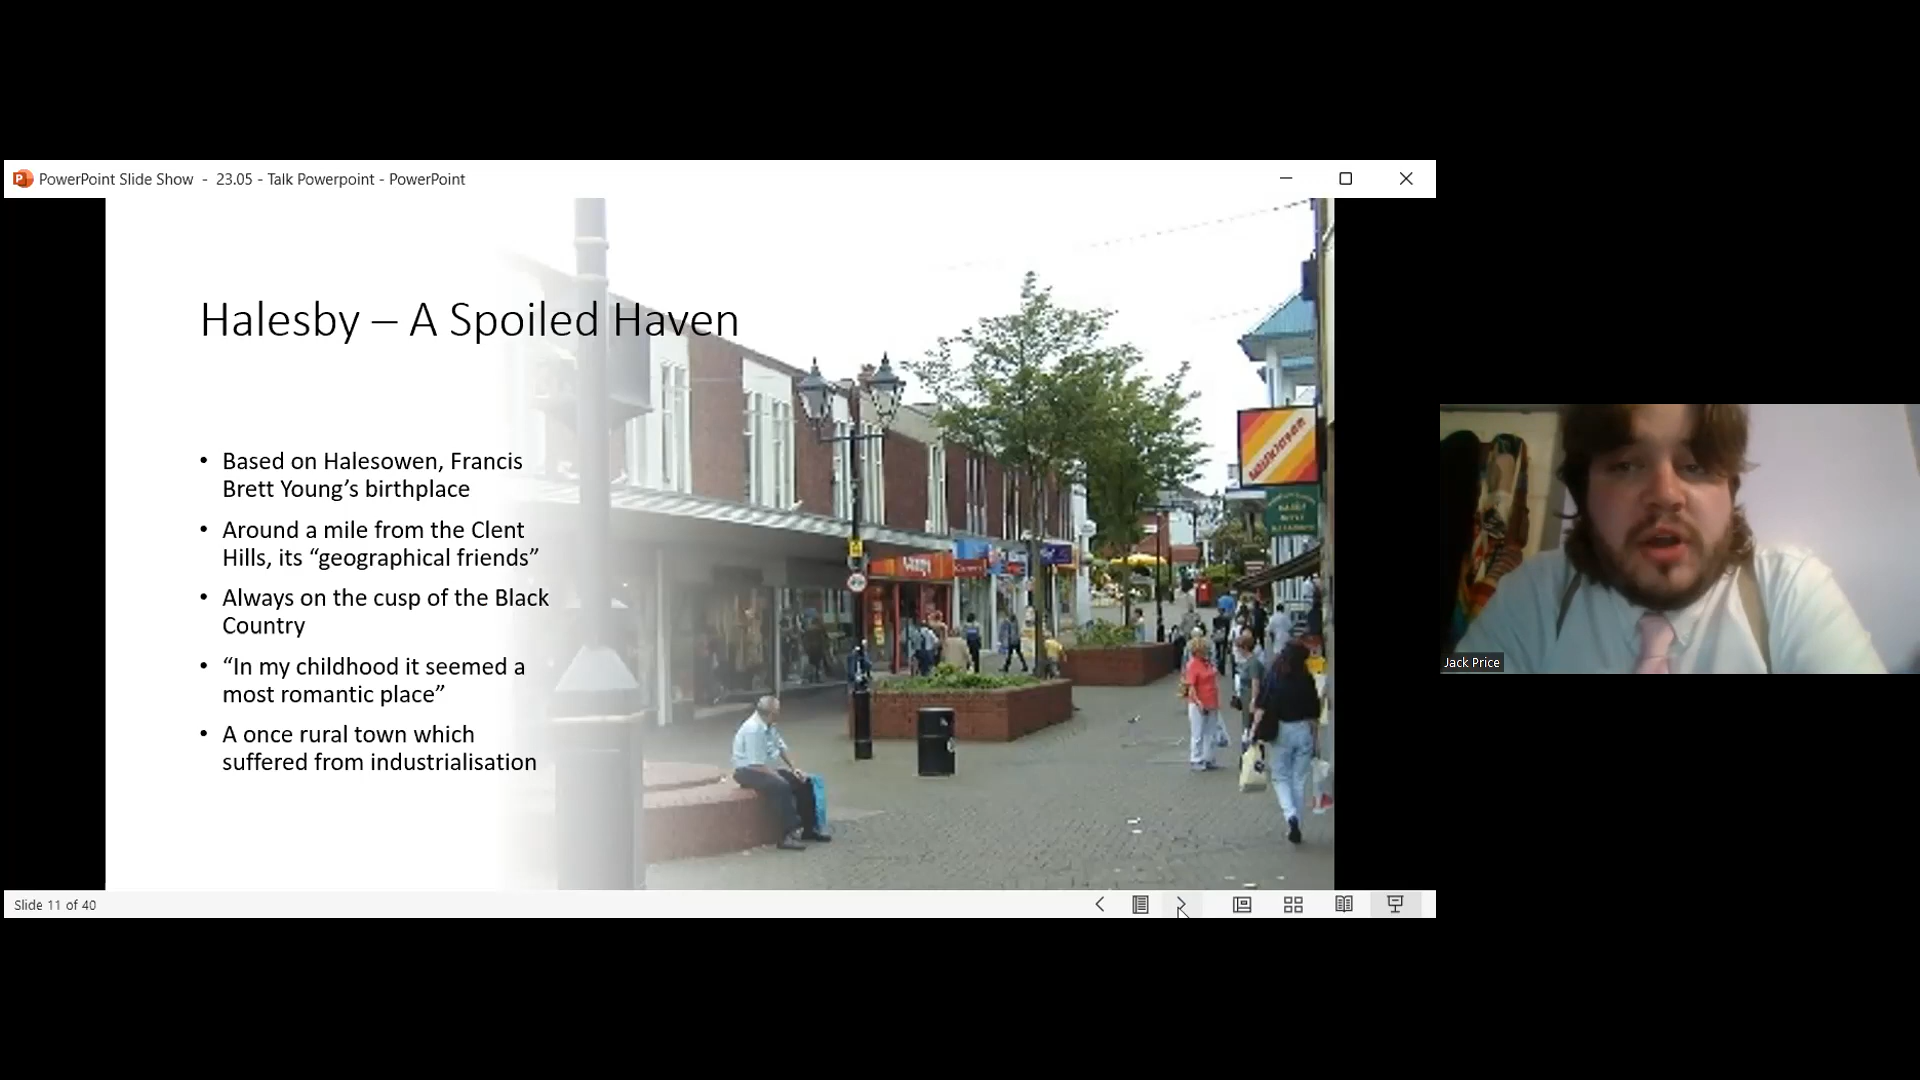 PowerPoint Slide Show - 23.05 - Talk Powerpoint - PowerPoint
Halesby – A Spoiled Haven
• Based on Halesowen, Francis
Brett Young’s birthplace
• Around a mile from the Clent
Hills, its “geographical friends”
• Always on the cusp of the Black
Country
• “In my childhood it seemed a
most romantic place”
• A once rural town which
suffered from industrialisation
Jack Price
Slide 11 of 40